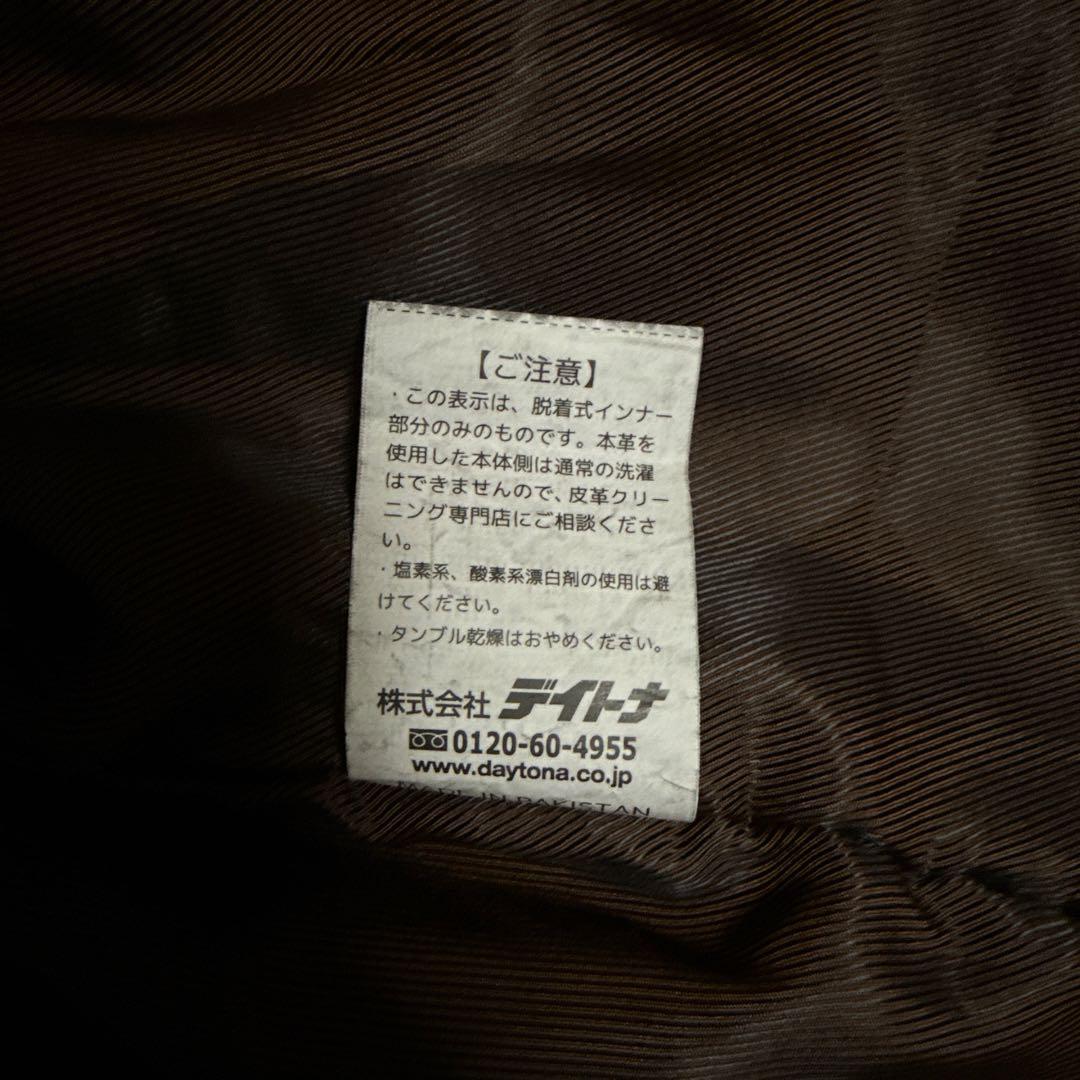 【ご注意】
・この表示は、脱着式インナー
部分のみのものです。本革を
使用した本体側は通常の洗濯
はできませんので、皮革クリー
ニング専門店にご相談くださ
い。
・塩素系、酸素系漂白剤の使用は避
けてください。
・タンブル乾燥はおやめください。
株式会社 デイトナ
0120-60-4955
www.daytona.co.jp
MADE IN PAKISTAN